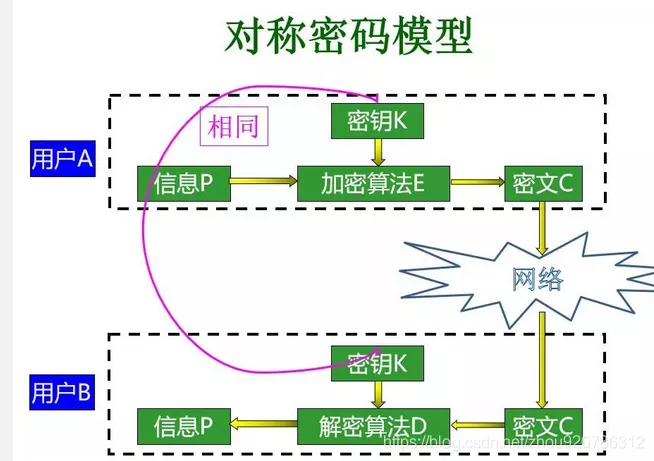 对称密码模型
相同
密钥K
用户A
信息P
加密算法E
密文C
网络
密钥K
用户B
信息P
解密算法D
密文C
https://blog.csdn.net/zhou920786312